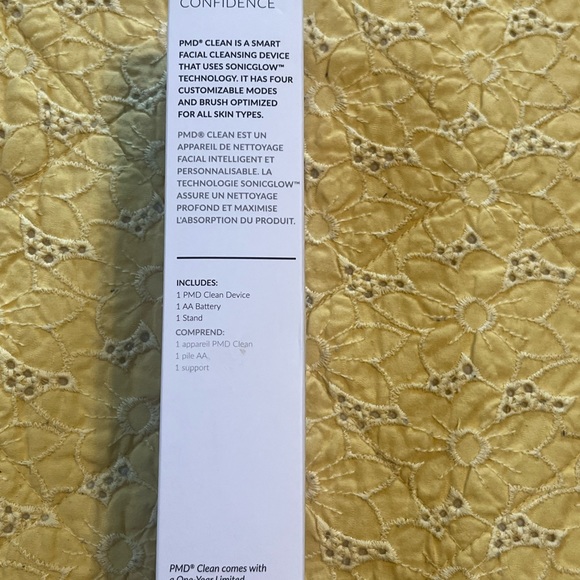 CONFIDENCE
PMD® CLEAN IS A SMART
FACIAL CLEANSING DEVICE
THAT USES SONICGLOW™
TECHNOLOGY. IT HAS FOUR
CUSTOMIZABLE MODES
AND BRUSH OPTIMIZED
FOR ALL SKIN TYPES.
PMD® CLEAN EST UN
APPAREIL DE NETTOYAGE
FACIAL INTELLIGENT ET
PERSONNALISABLE. LA
TECHNOLOGIE SONICGLOW™
ASSURE UN NETTOYAGE
PROFOND ET MAXIMISE
L'ABSORPTION DU PRODUIT.
INCLUDES:
1 PMD Clean Device
1 AA Battery
1 Stand
COMPREND:
1 appareil PMD Clean
1 pile AA,
1 support
PMD® Clean comes with
a One-Year Limited